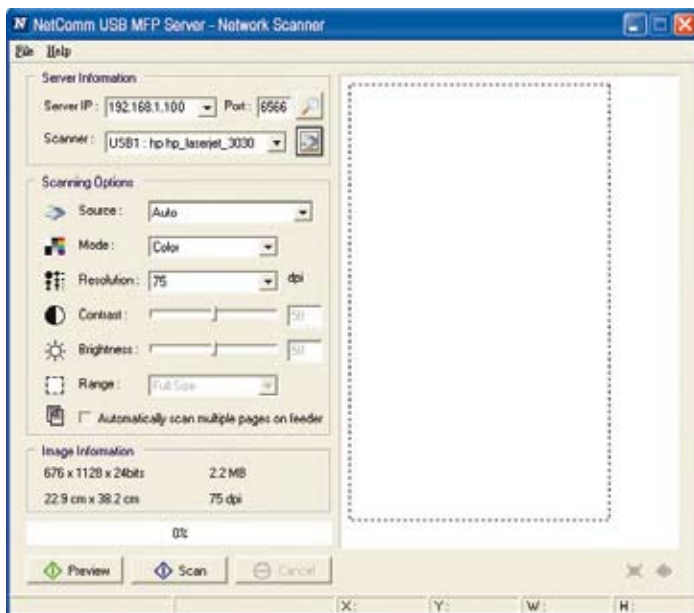 NetComm USB MFP Server - Network Scanner
File Help
Server Information
Server IP : 192.168.1.100 Port : 6566
Scanner : USB1 : hp hp_laserjet_3030
Scanning Options
Source : Auto
Mode : Color
Resolution : 75 dpi
Contrast : 50
Brightness : 50
Range : Full Size
Automatically scan multiple pages on feeder
Image Information
676 x 1128 x 24bits 2.2 MB
22.9 cm x 38.2 cm 75 dpi
0%
Preview Scan Cancel
X: Y: W: H: